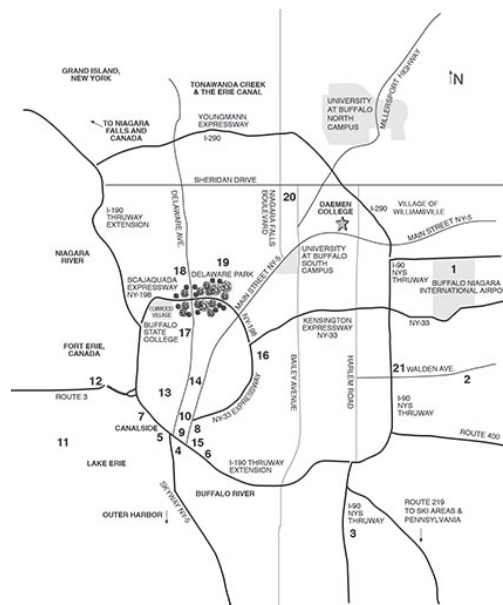 GRAND ISLAND,
NEW YORK
TONAWANDA CREEK
& THE ERIE CANAL
N
MILLERSPORT HIGHWAY
TO NIAGARA
FALLS AND
CANADA
YOUNGMANN
EXPRESSWAY
I-290
UNIVERSITY
AT BUFFALO
NORTH
CAMPUS
SHERIDAN DRIVE
I-190
THRUWAY
EXTENSION
DELAWARE AVE.
NIAGARA FALLS
BOULEVARD
20
DAEMEN
COLLEGE
I-290
VILLAGE OF
WILLIAMSVILLE
MAIN STREET NY-5
NIAGARA
RIVER
19
18
DELAWARE PARK
MAIN STREET NY-5
UNIVERSITY
AT BUFFALO
SOUTH
CAMPUS
I-90
NYS
THRUWAY
1
BUFFALO NIAGARA
INTERNATIONAL AIRPORT
SCAJAQUADA
EXPRESSWAY
NY-198
ELMWOOD
VILLAGE
BUFFALO
STATE
COLLEGE
17
NY-198
KENSINGTON
EXPRESSWAY
NY-33
NY-33
FORT ERIE,
CANADA
16
12
ROUTE 3
13
14
NY-33 EXPRESSWAY
BAILEY AVENUE
HARLEM ROAD
21
WALDEN AVE.
2
I-90
NYS
THRUWAY
7
10
8
CANALSIDE
5
9
15
4
6
11
LAKE ERIE
I-190 THRUWAY
EXTENSION
ROUTE 400
SKYWAY NY-5
BUFFALO RIVER
OUTER HARBOR
I-90
NYS
THRUWAY
3
ROUTE 219
TO SKI AREAS &
PENNSYLVANIA